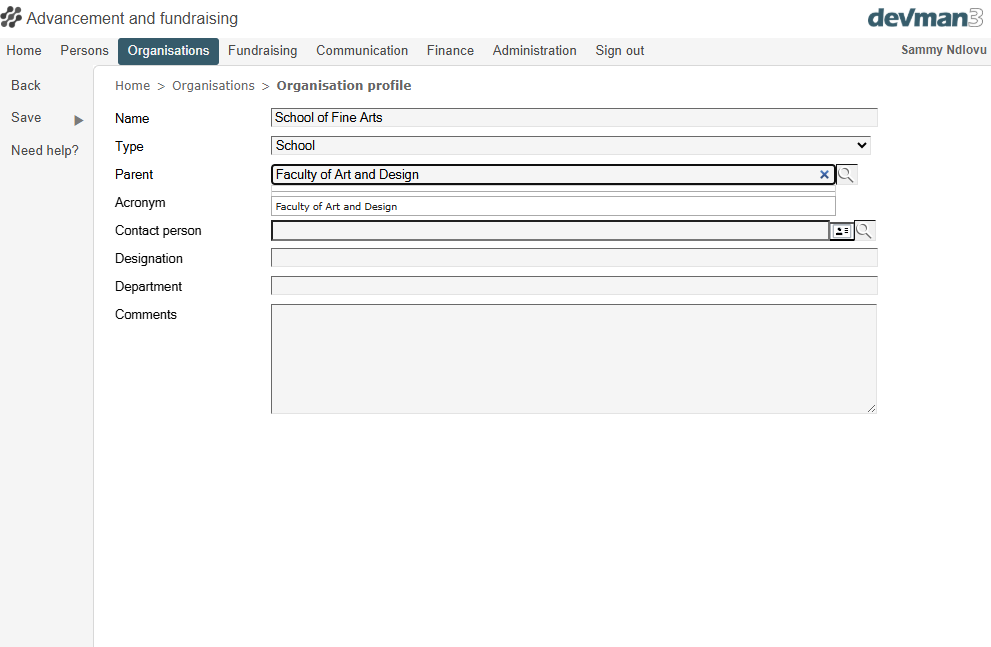 Advancement and fundraising
devman3
Home Persons Organisations Fundraising Communication Finance Administration Sign out Sammy Ndlovu
Back
Save
Need help?
Home > Organisations > Organisation profile
Name School of Fine Arts
Type School
Parent Faculty of Art and Design
Faculty of Art and Design
Acronym
Contact person
Designation
Department
Comments